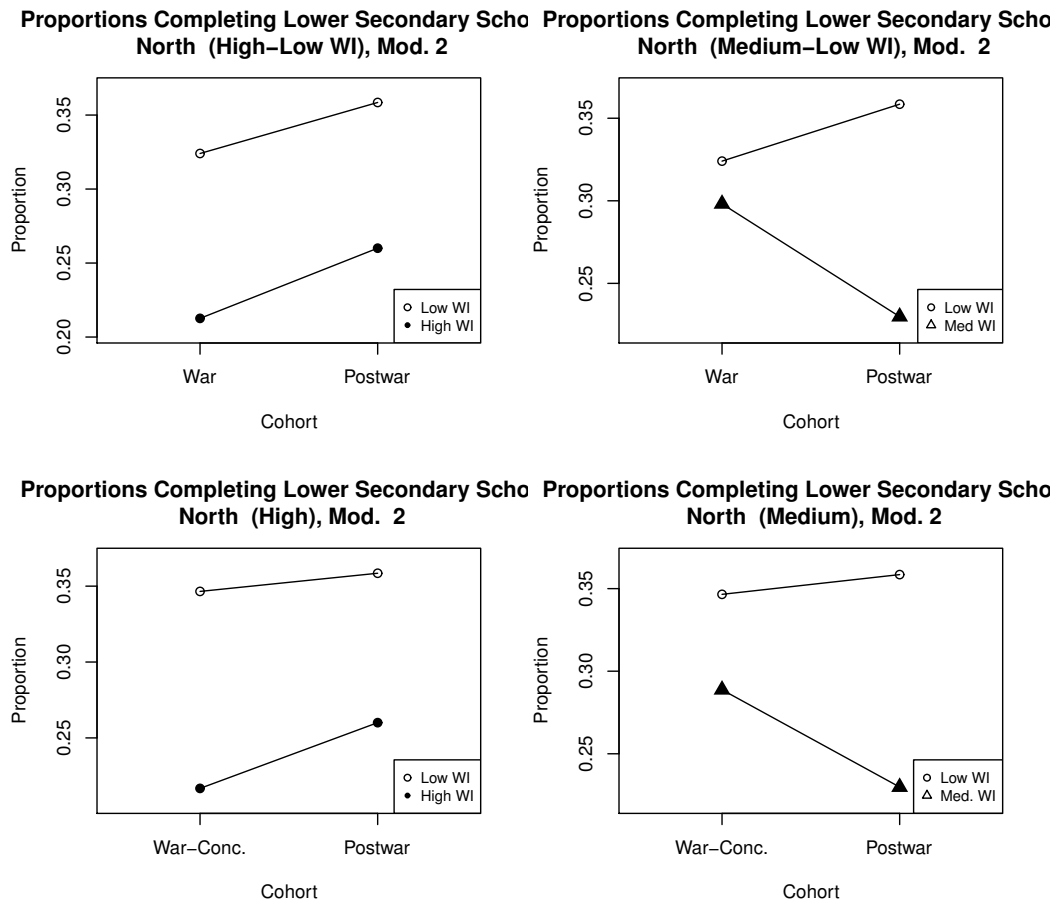 Proportions Completing Lower Secondary Scho
North (High−Low WI), Mod. 2
Proportion
0.35
0.30
0.25
0.20
Low WI
High WI
War
Postwar
Cohort
Proportions Completing Lower Secondary Scho
North (Medium−Low WI), Mod. 2
Proportion
0.35
0.30
0.25
Low WI
Med WI
War
Postwar
Cohort
Proportions Completing Lower Secondary Scho
North (High), Mod. 2
Proportion
0.35
0.30
0.25
Low WI
High WI
War−Conc.
Postwar
Cohort
Proportions Completing Lower Secondary Scho
North (Medium), Mod. 2
Proportion
0.35
0.30
0.25
Low WI
Med. WI
War−Conc.
Postwar
Cohort